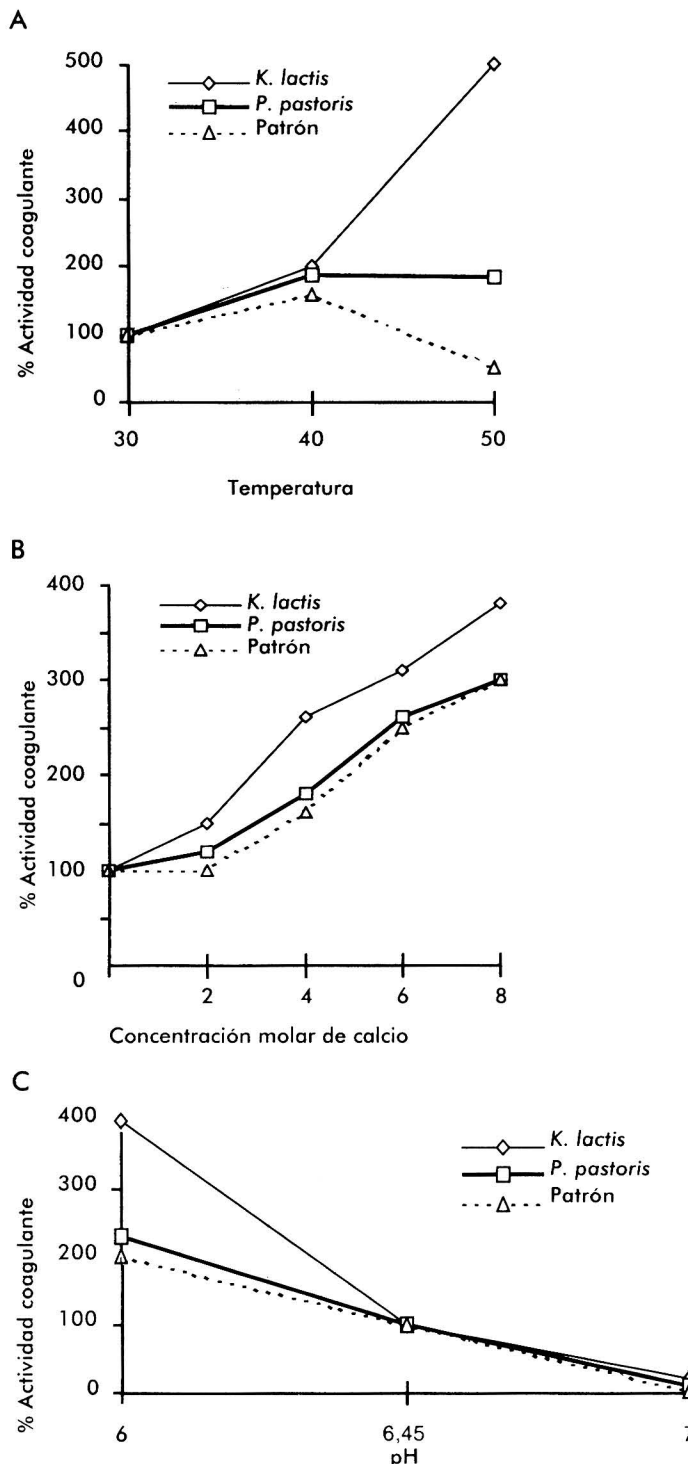 A
500
400
300
200
100
0
% Actividad coagulante
K. lactis
P. pastoris
Patrón
30 40 50
Temperatura
B
400
300
200
100
0
% Actividad coagulante
K. lactis
P. pastoris
Patrón
2 4 6 8
Concentración molar de calcio
C
400
300
200
100
0
% Actividad coagulante
K. lactis
P. pastoris
Patrón
6 6,45 7
pH